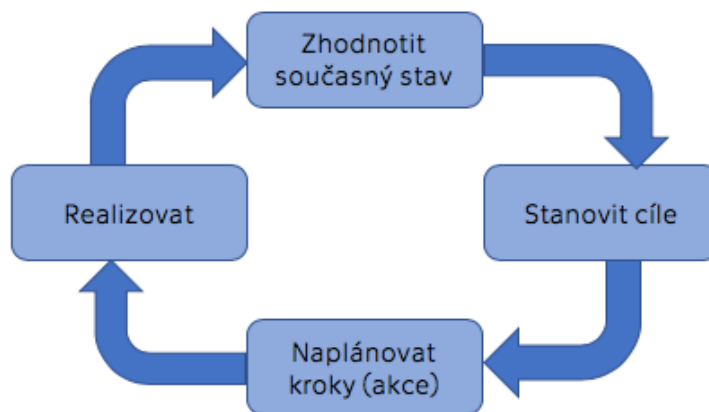 Zhodnotit
současný stav
Realizovat
Stanovit cíle
Naplánovat
kroky (akce)